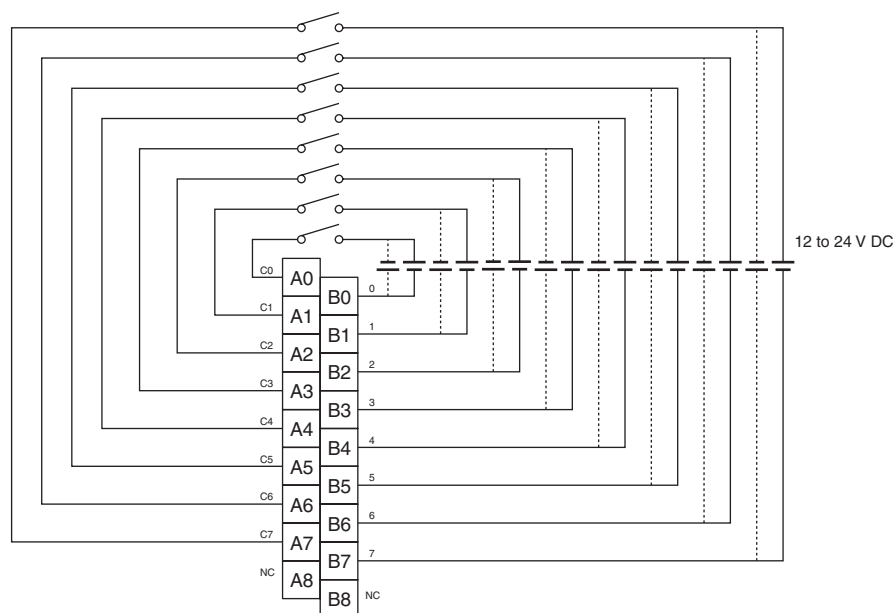 12 to 24 V DC
C0 A0
B0 0
C1 A1
B1 1
C2 A2
B2 2
C3 A3
B3 3
C4 A4
B4 4
C5 A5
B5 5
C6 A6
B6 6
C7 A7
B7 7
NC A8
B8 NC